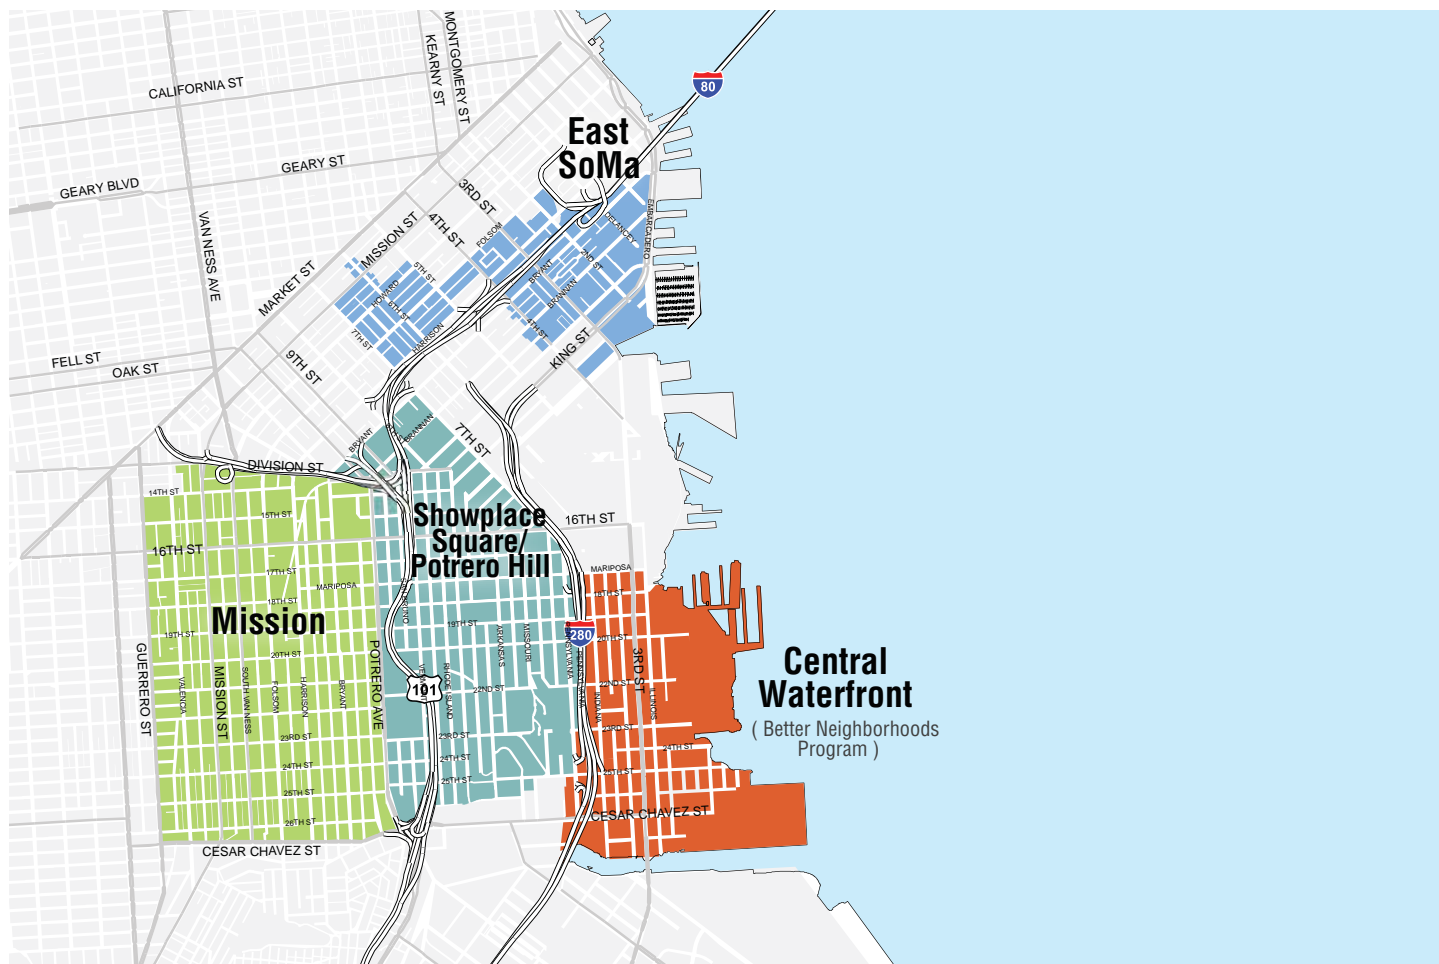 MONTGOMERY ST
KEARNY ST
CALIFORNIA ST
80
East
SoMa
GEARY ST
GEARY BLVD
3RD ST
4TH ST
MISSION ST
VAN NESS AVE
FOLSOM
DELANCEY
EMBARCADERO
2ND ST
5TH ST
BRYANT
MARKET ST
HOWARD
6TH ST
BRANNAN
7TH ST
HARRISON
4TH ST
KING ST
FELL ST
OAK ST
9TH ST
BRYANT
BRANNAN
7TH ST
DIVISION ST
14TH ST
15TH ST
16TH ST
16TH ST
Showplace
Square/
Potrero Hill
17TH ST
MARIPOSA
MARIPOSA
18TH ST
18TH ST
SAN BRUNO
Mission
19TH ST
19TH ST
280
20TH ST
20TH ST
GUERRERO ST
MISSION ST
SOUTH VAN NESS
VALENCIA
FOLSOM
HARRISON
BRYANT
POTRERO AVE
VERMONT
101
RHODE ISLAND
ARKANSAS
MISSOURI
PENNSYLVANIA
PENNSYLVANIA
INDIANA
3RD ST
ILLINOIS
22ND ST
22ND ST
Central
Waterfront
( Better Neighborhoods
Program )
23RD ST
23RD ST
23RD ST
24TH ST
24TH ST
24TH ST
25TH ST
25TH ST
25TH ST
26TH ST
CESAR CHAVEZ ST
CESAR CHAVEZ ST